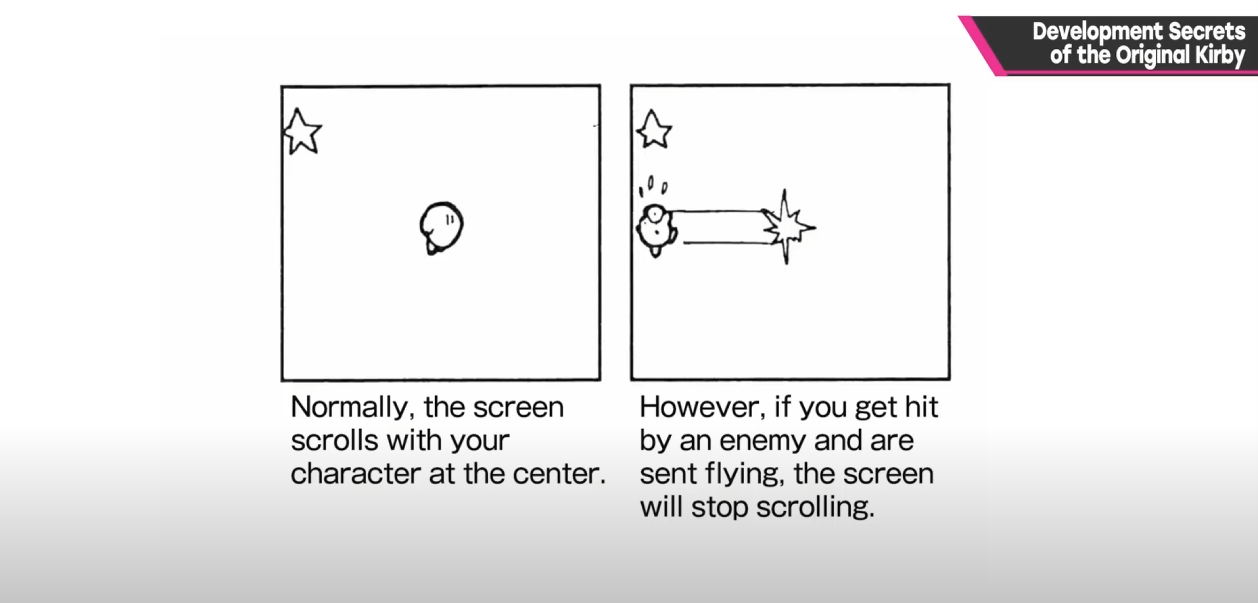 Development Secrets
of the Original Kirby
Normally, the screen
scrolls with your
character at the center.
However, if you get hit
by an enemy and are
sent flying, the screen
will stop scrolling.